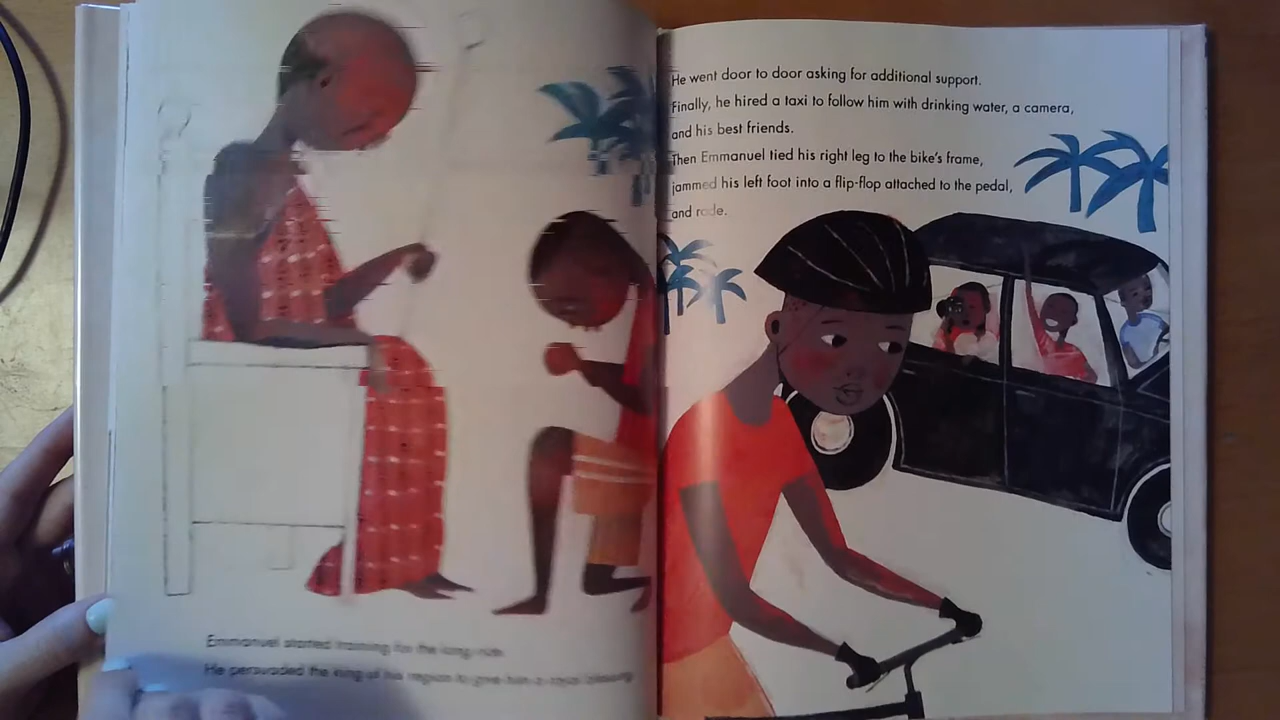 Emmanuel started training for the long ride.
He persuaded the king of his region to give him a royal blessing.
He went door to door asking for additional support.
Finally, he hired a taxi to follow him with drinking water, a camera,
and his best friends.
Then Emmanuel tied his right leg to the bike's frame,
jammed his left foot into a flip-flop attached to the pedal,
and rode.